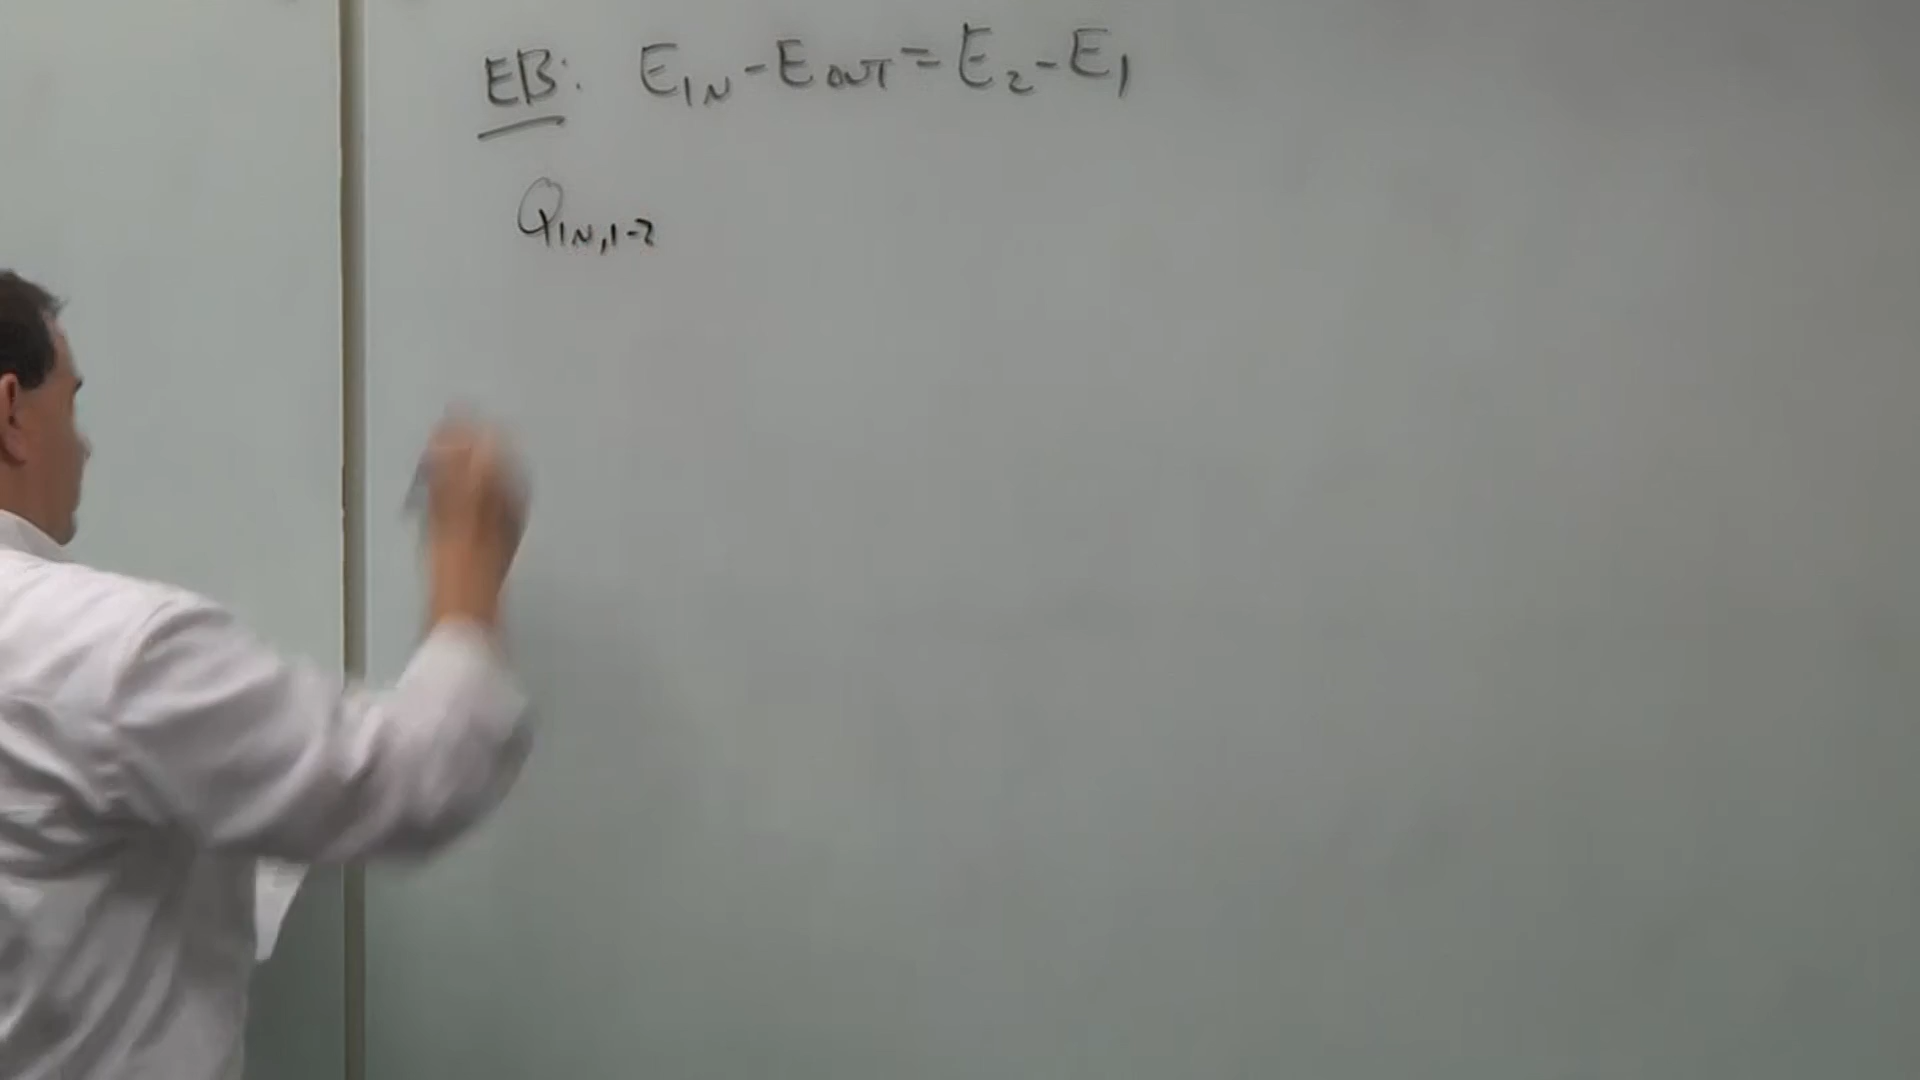 EB: E_IN - E_OUT = E_2 - E_1
Q_IN,1-2